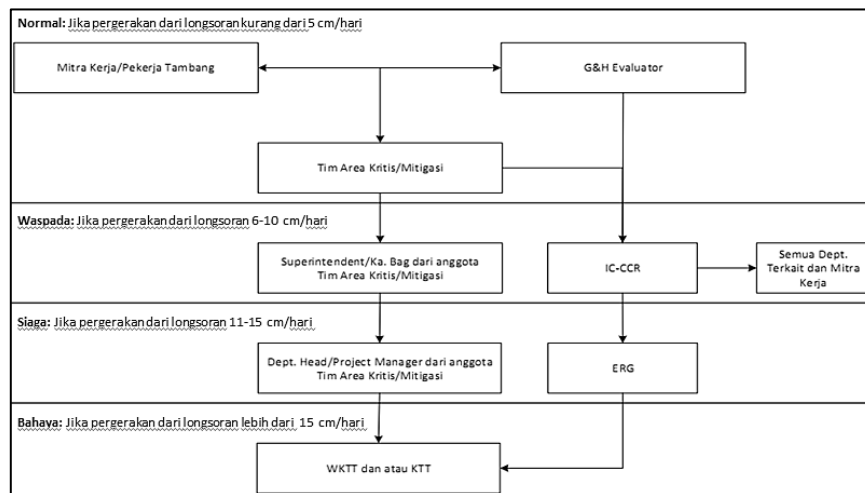 Normal: Jika pergerakan dari longsoran kurang dari 5 cm/hari
Mitra Kerja/Pekerja Tambang
G&H Evaluator
Tim Area Kritis/Mitigasi
Waspada: Jika pergerakan dari longsoran 6-10 cm/hari
Superintendent/Ka. Bag dari anggota
Tim Area Kritis/Mitigasi
IC-CCR
Semua Dept.
Terkait dan Mitra
Kerja
Siaga: Jika pergerakan dari longsoran 11-15 cm/hari
Dept. Head/Project Manager dari anggota
Tim Area Kritis/Mitigasi
ERG
Bahaya: Jika pergerakan dari longsoran lebih dari 15 cm/hari
WKTT dan atau KTT